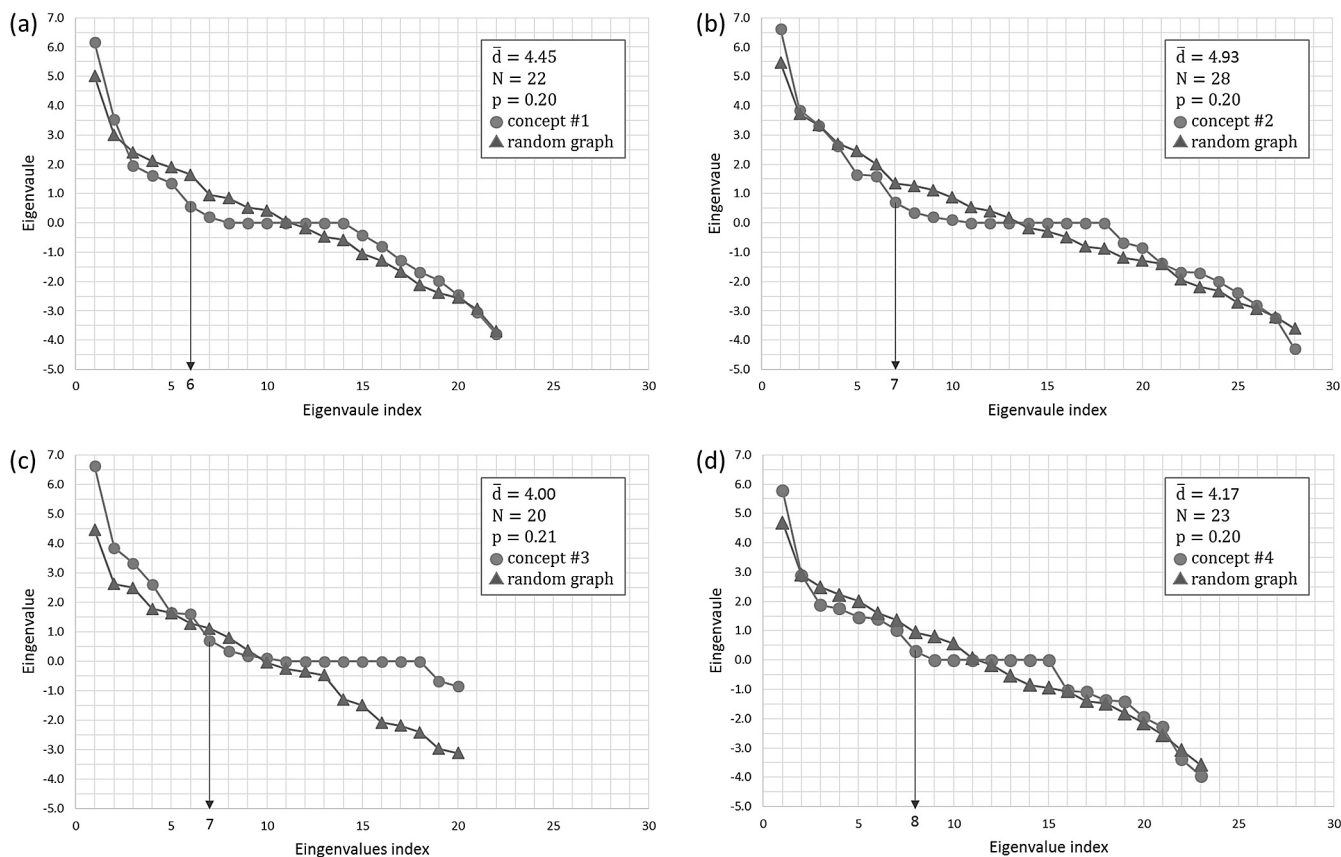 (a)
7.0
6.0
5.0
4.0
3.0
2.0
1.0
0.0
-1.0
-2.0
-3.0
-4.0
-5.0
Eigenvaule
d̄ = 4.45
N = 22
p = 0.20
concept #1
random graph
0 5 6 10 15 20 25 30
Eigenvaule index
(b)
7.0
6.0
5.0
4.0
3.0
2.0
1.0
0.0
-1.0
-2.0
-3.0
-4.0
-5.0
Eingenvaue
d̄ = 4.93
N = 28
p = 0.20
concept #2
random graph
0 5 7 10 15 20 25 30
Eigenvaule index
(c)
7.0
6.0
5.0
4.0
3.0
2.0
1.0
0.0
-1.0
-2.0
-3.0
-4.0
-5.0
Eingenvalue
d̄ = 4.00
N = 20
p = 0.21
concept #3
random graph
0 5 7 10 15 20 25 30
Eingenvalues index
(d)
7.0
6.0
5.0
4.0
3.0
2.0
1.0
0.0
-1.0
-2.0
-3.0
-4.0
-5.0
Eigenvaule
d̄ = 4.17
N = 23
p = 0.20
concept #4
random graph
0 5 8 10 15 20 25 30
Eigenvalue index